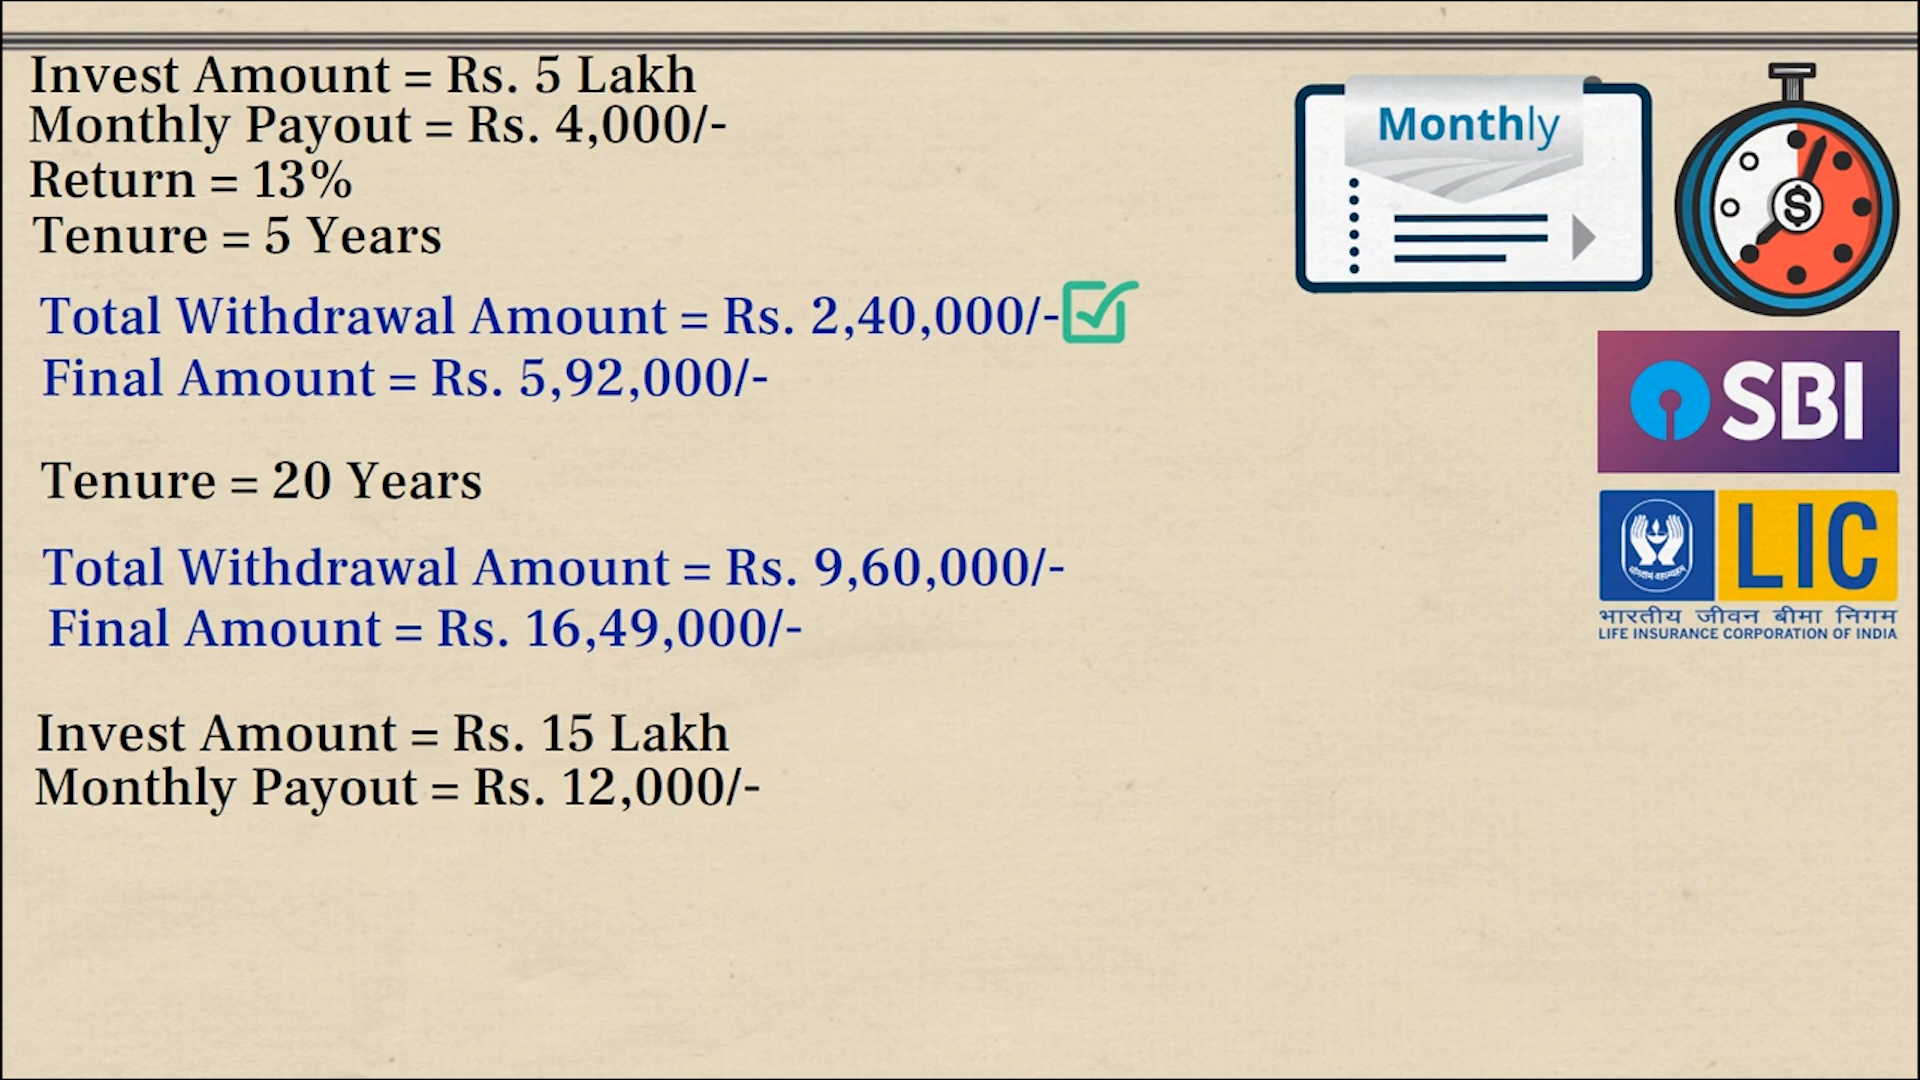 Invest Amount = Rs. 5 Lakh
Monthly Payout = Rs. 4,000/-
Return = 13%
Tenure = 5 Years
Total Withdrawal Amount = Rs. 2,40,000/-
Final Amount = Rs. 5,92,000/-
Tenure = 20 Years
Total Withdrawal Amount = Rs. 9,60,000/-
Final Amount = Rs. 16,49,000/-
Invest Amount = Rs. 15 Lakh
Monthly Payout = Rs. 12,000/-
Monthly
$
SBI
LIC
भारतीय जीवन बीमा निगम
LIFE INSURANCE CORPORATION OF INDIA